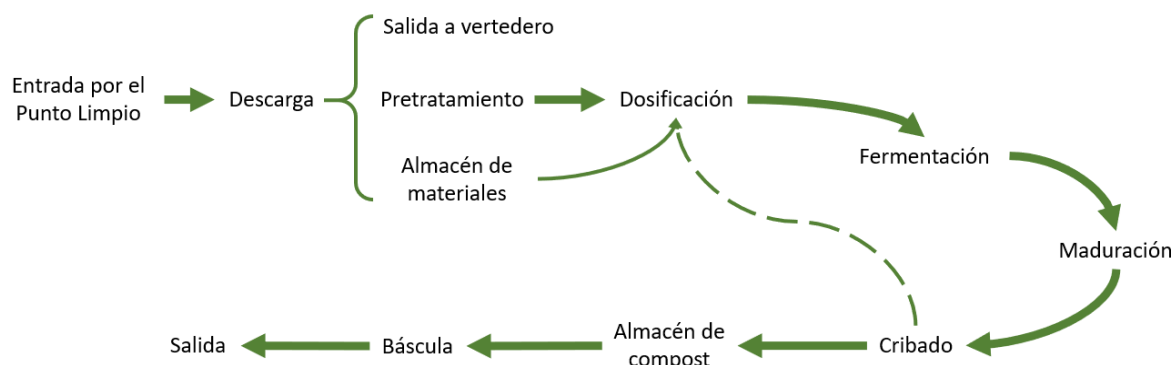 Salida a vertedero
Entrada por el
Punto Limpio
Descarga
Pretratamiento
Dosificación
Almacén de
materiales
Fermentación
Maduración
Cribado
Almacén de
compost
Báscula
Salida